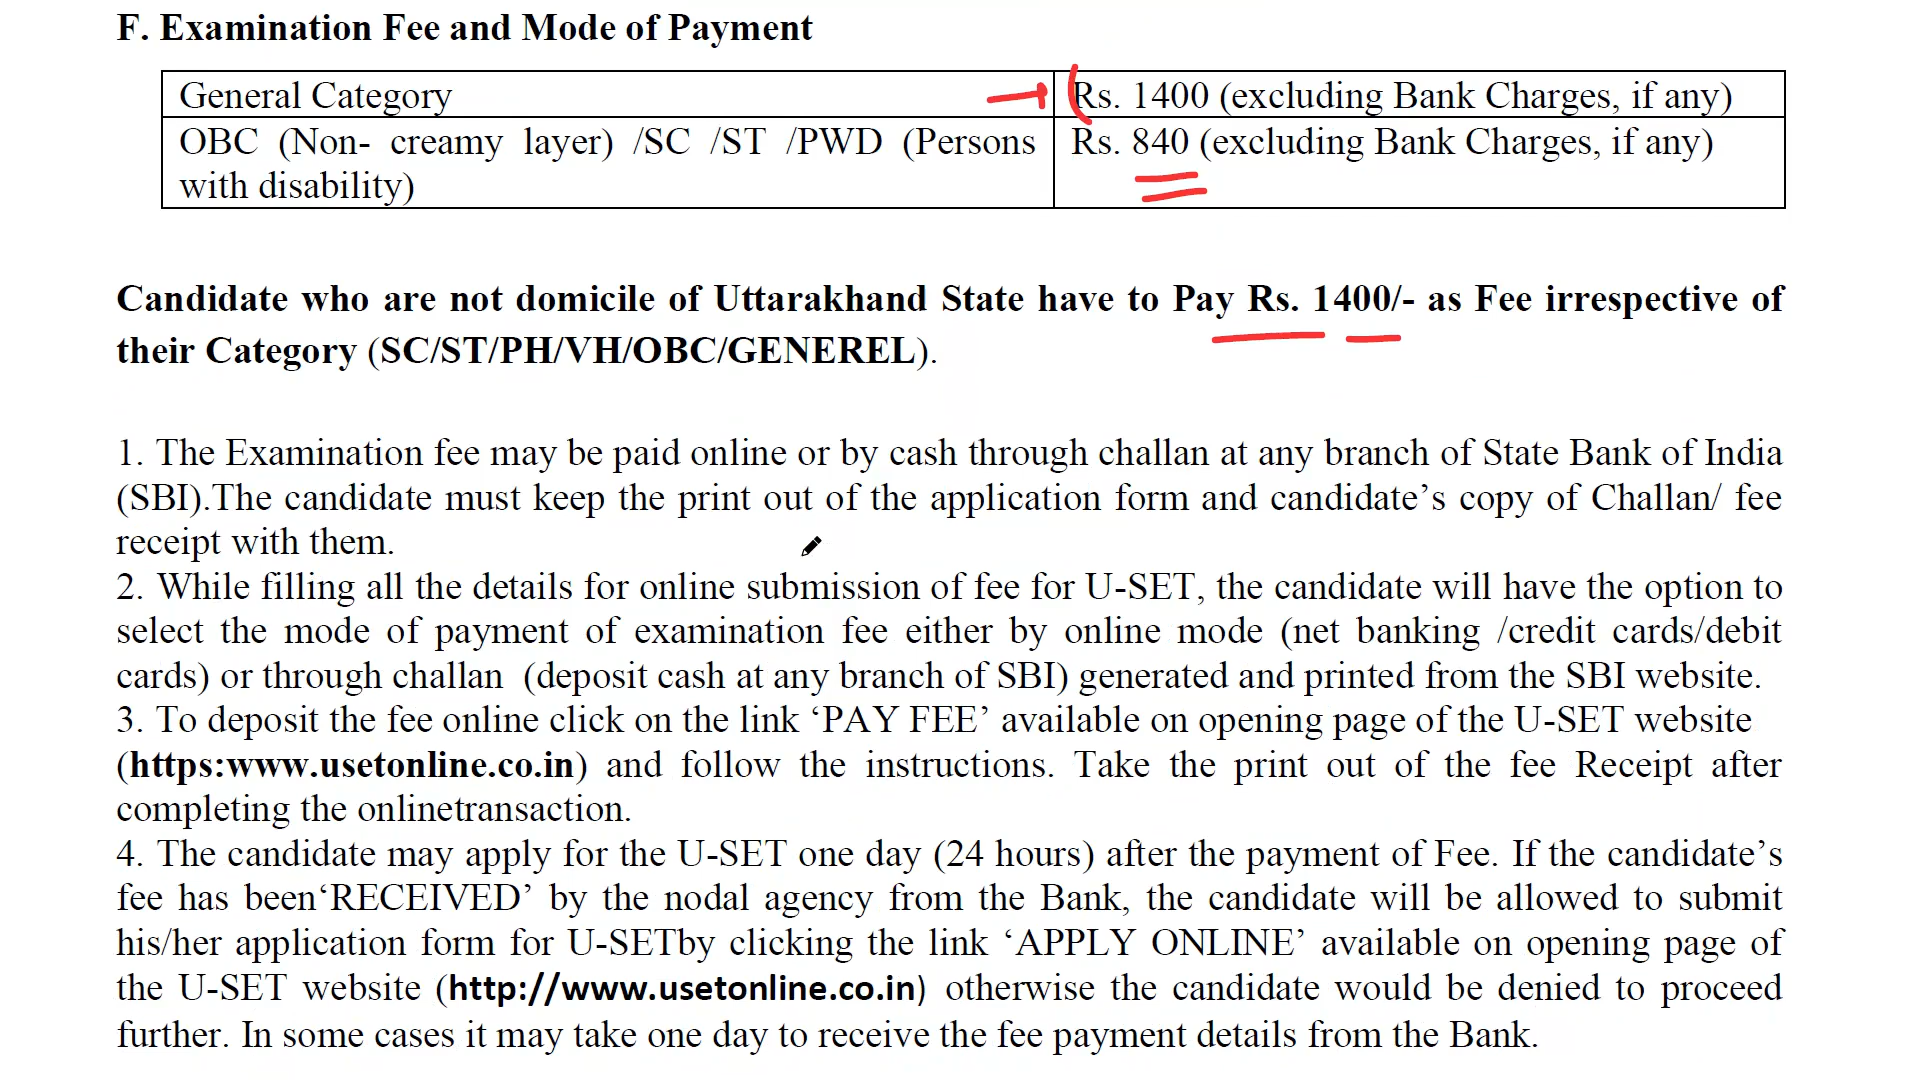 F. Examination Fee and Mode of Payment
General Category
Rs. 1400 (excluding Bank Charges, if any)
OBC (Non- creamy layer) /SC /ST /PWD (Persons
with disability)
Rs. 840 (excluding Bank Charges, if any)
Candidate who are not domicile of Uttarakhand State have to Pay Rs. 1400/- as Fee irrespective of
their Category (SC/ST/PH/VH/OBC/GENEREL).
1. The Examination fee may be paid online or by cash through challan at any branch of State Bank of India
(SBI).The candidate must keep the print out of the application form and candidate’s copy of Challan/ fee
receipt with them.
2. While filling all the details for online submission of fee for U-SET, the candidate will have the option to
select the mode of payment of examination fee either by online mode (net banking /credit cards/debit
cards) or through challan (deposit cash at any branch of SBI) generated and printed from the SBI website.
3. To deposit the fee online click on the link ‘PAY FEE’ available on opening page of the U-SET website
(https:www.usetonline.co.in) and follow the instructions. Take the print out of the fee Receipt after
completing the onlinetransaction.
4. The candidate may apply for the U-SET one day (24 hours) after the payment of Fee. If the candidate’s
fee has been‘RECEIVED’ by the nodal agency from the Bank, the candidate will be allowed to submit
his/her application form for U-SETby clicking the link ‘APPLY ONLINE’ available on opening page of
the U-SET website (http://www.usetonline.co.in) otherwise the candidate would be denied to proceed
further. In some cases it may take one day to receive the fee payment details from the Bank.